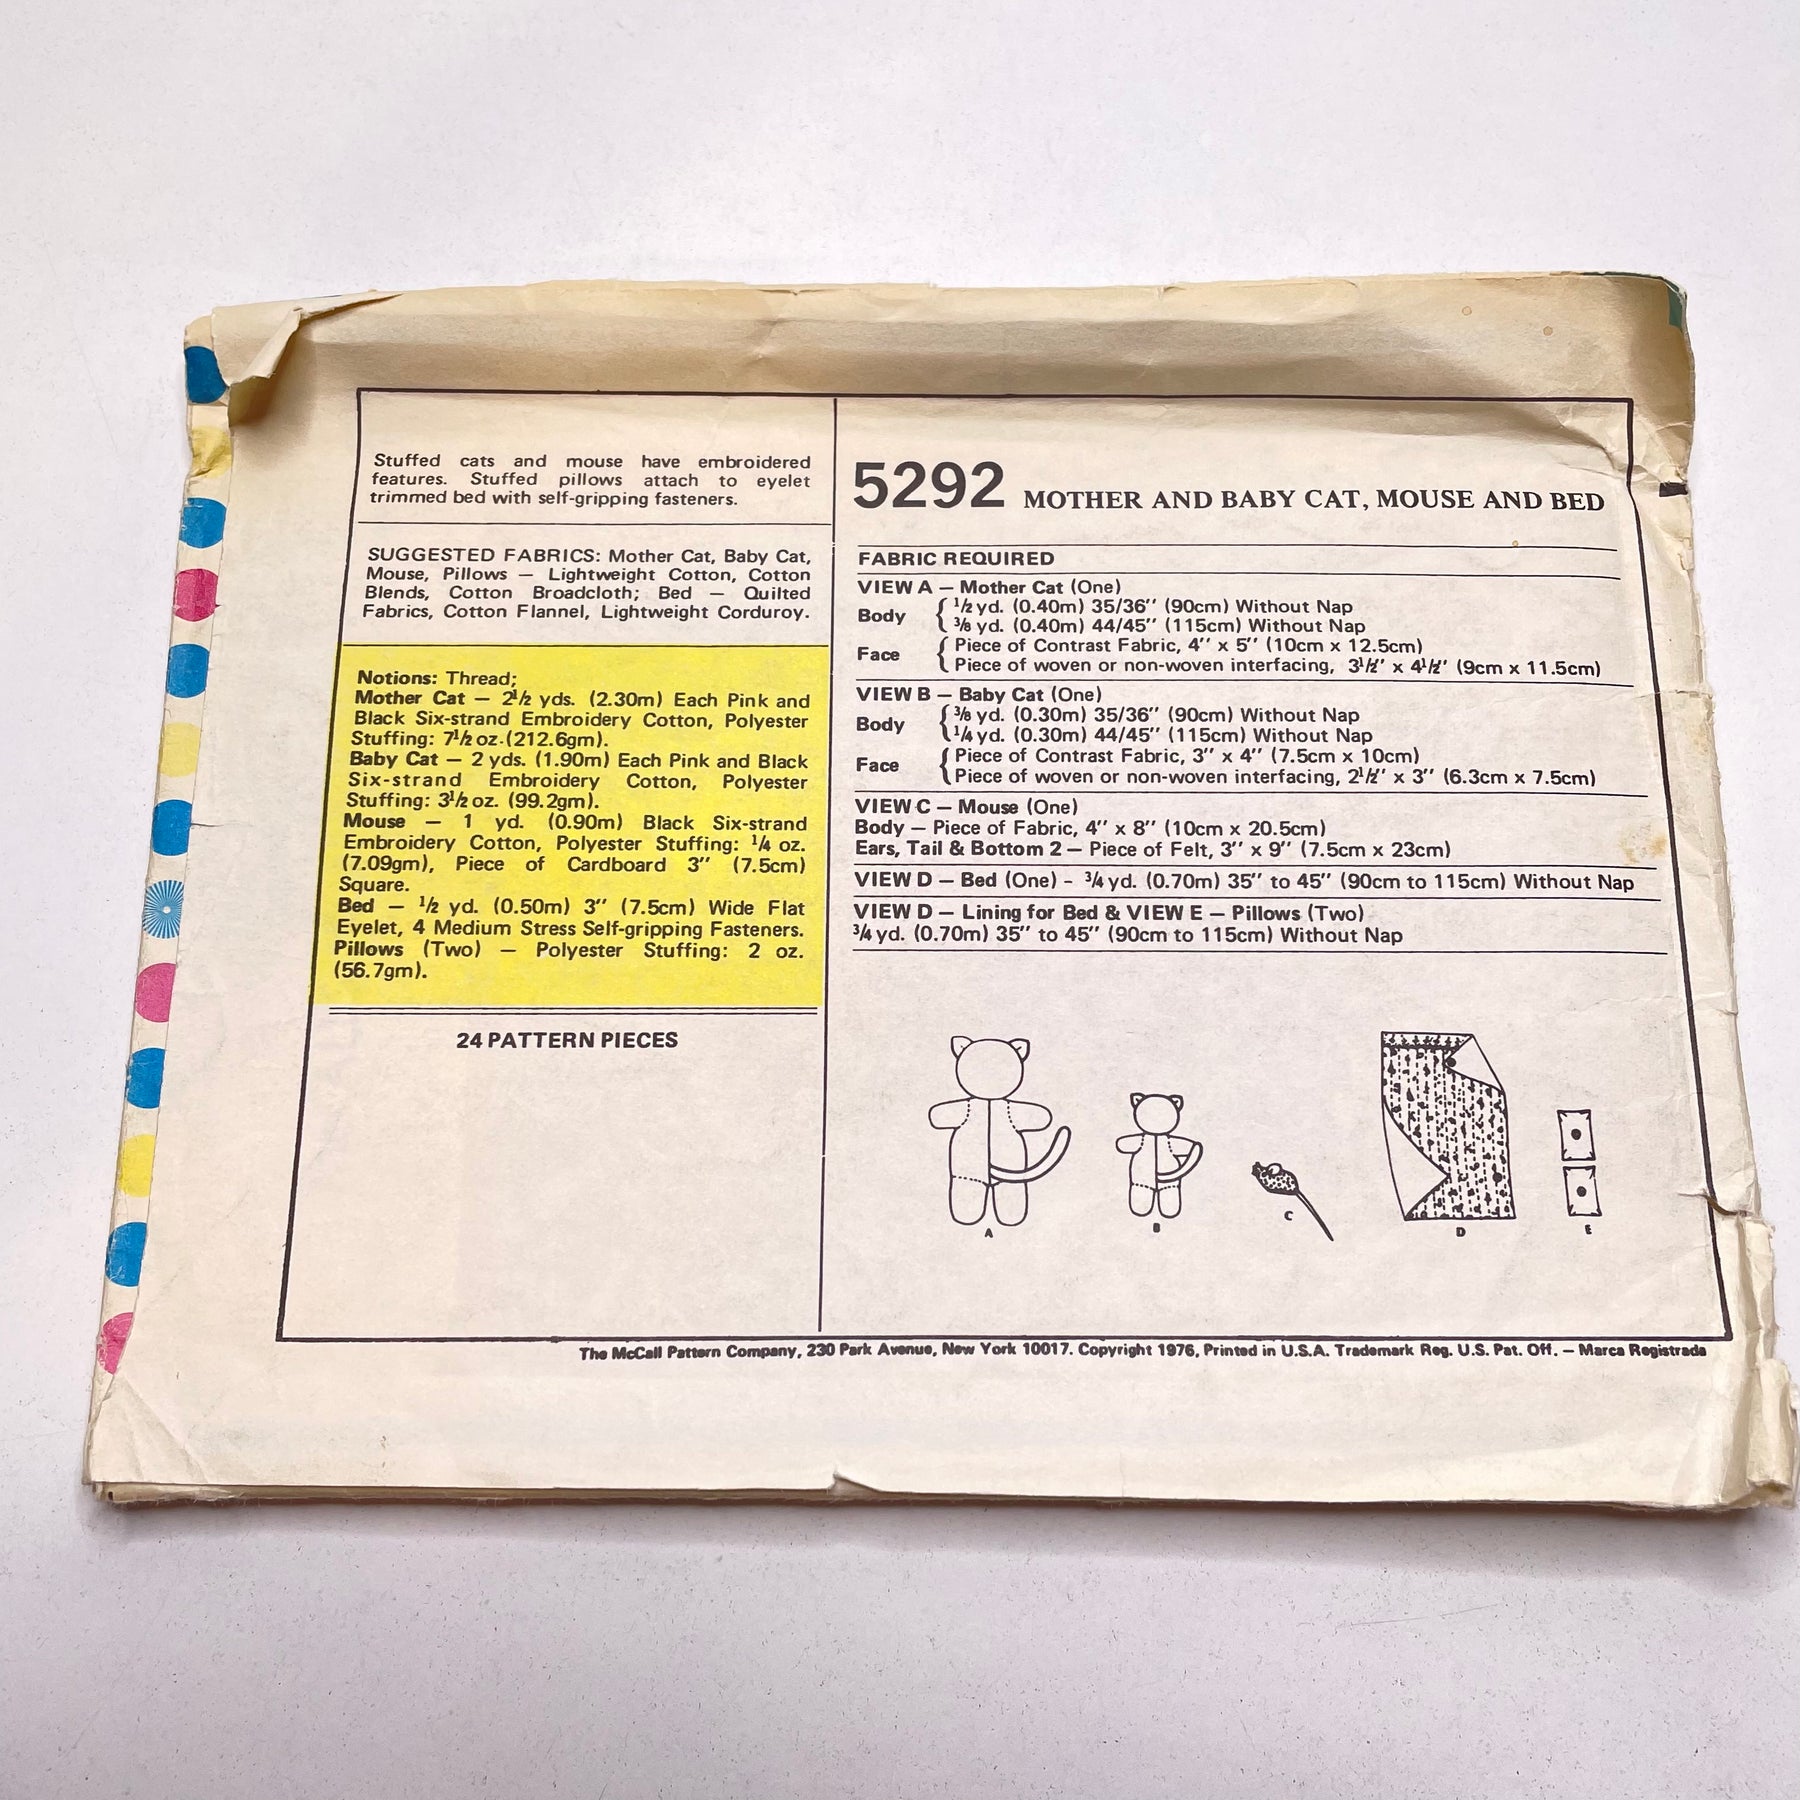 Stuffed cats and mouse have embroidered
features. Stuffed pillows attach to eyelet
trimmed bed with self-gripping fasteners.
SUGGESTED FABRICS: Mother Cat, Baby Cat,
Mouse, Pillows — Lightweight Cotton, Cotton
Blends, Cotton Broadcloth; Bed — Quilted
Fabrics, Cotton Flannel, Lightweight Corduroy.
Notions: Thread;
Mother Cat — 2½ yds. (2.30m) Each Pink and
Black Six-strand Embroidery Cotton, Polyester
Stuffing: 7½ oz. (212.6gm).
Baby Cat — 2 yds. (1.90m) Each Pink and Black
Six-strand Embroidery Cotton, Polyester
Stuffing: 3½ oz. (99.2gm).
Mouse — 1 yd. (0.90m) Black Six-strand
Embroidery Cotton, Polyester Stuffing: ¼ oz.
(7.09gm), Piece of Cardboard 3" (7.5cm)
Square.
Bed — ½ yd. (0.50m) 3" (7.5cm) Wide Flat
Eyelet, 4 Medium Stress Self-gripping Fasteners.
Pillows (Two) — Polyester Stuffing: 2 oz.
(56.7gm).
24 PATTERN PIECES
5292 MOTHER AND BABY CAT, MOUSE AND BED
FABRIC REQUIRED
VIEW A — Mother Cat (One)
Body ½ yd. (0.40m) 35/36" (90cm) Without Nap
⅜ yd. (0.40m) 44/45" (115cm) Without Nap
Face Piece of Contrast Fabric, 4" x 5" (10cm x 12.5cm)
Piece of woven or non-woven interfacing, 3½" x 4½" (9cm x 11.5cm)
VIEW B — Baby Cat (One)
Body ⅜ yd. (0.30m) 35/36" (90cm) Without Nap
¼ yd. (0.30m) 44/45" (115cm) Without Nap
Face Piece of Contrast Fabric, 3" x 4" (7.5cm x 10cm)
Piece of woven or non-woven interfacing, 2½" x 3" (6.3cm x 7.5cm)
VIEW C — Mouse (One)
Body — Piece of Fabric, 4" x 8" (10cm x 20.5cm)
Ears, Tail & Bottom 2 — Piece of Felt, 3" x 9" (7.5cm x 23cm)
VIEW D — Bed (One) - ¾ yd. (0.70m) 35" to 45" (90cm to 115cm) Without Nap
VIEW D — Lining for Bed & VIEW E — Pillows (Two)
¾ yd. (0.70m) 35" to 45" (90cm to 115cm) Without Nap
A B C D E
The McCall Pattern Company, 230 Park Avenue, New York 10017. Copyright 1976, Printed in U.S.A. Trademark Reg. U.S. Pat. Off. — Marca Registrada